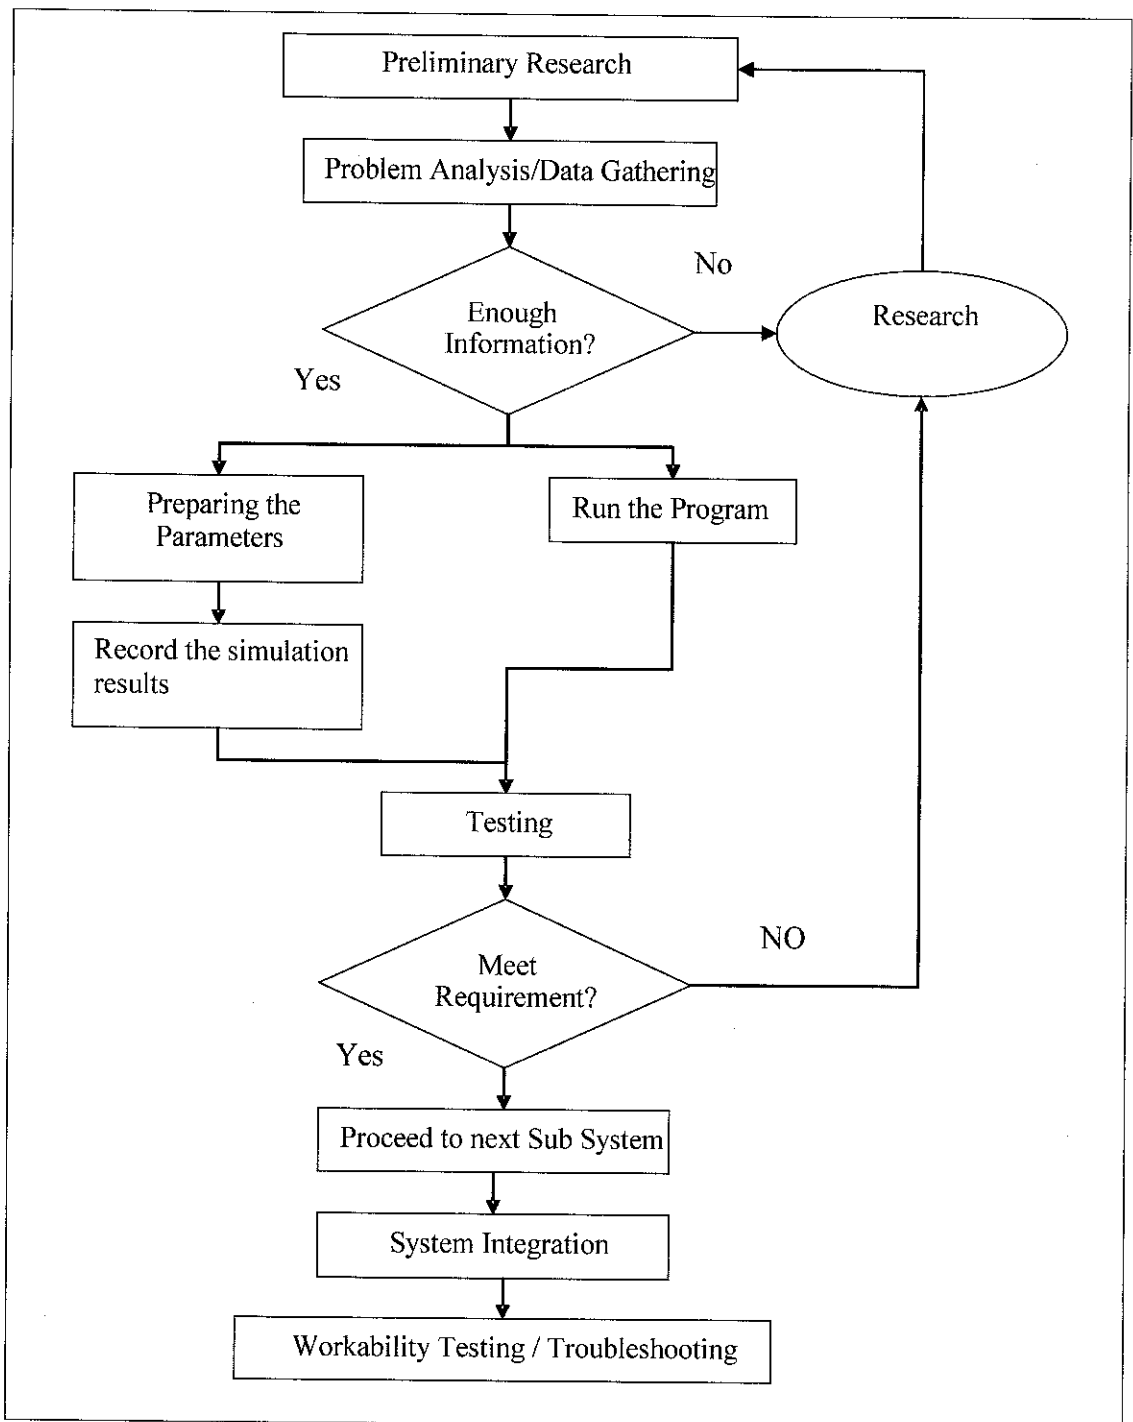 Preliminary Research
Problem Analysis/Data Gathering
No
Enough
Information?
Research
Yes
Preparing the
Parameters
Run the Program
Record the simulation
results
Testing
NO
Meet
Requirement?
Yes
Proceed to next Sub System
System Integration
Workability Testing / Troubleshooting